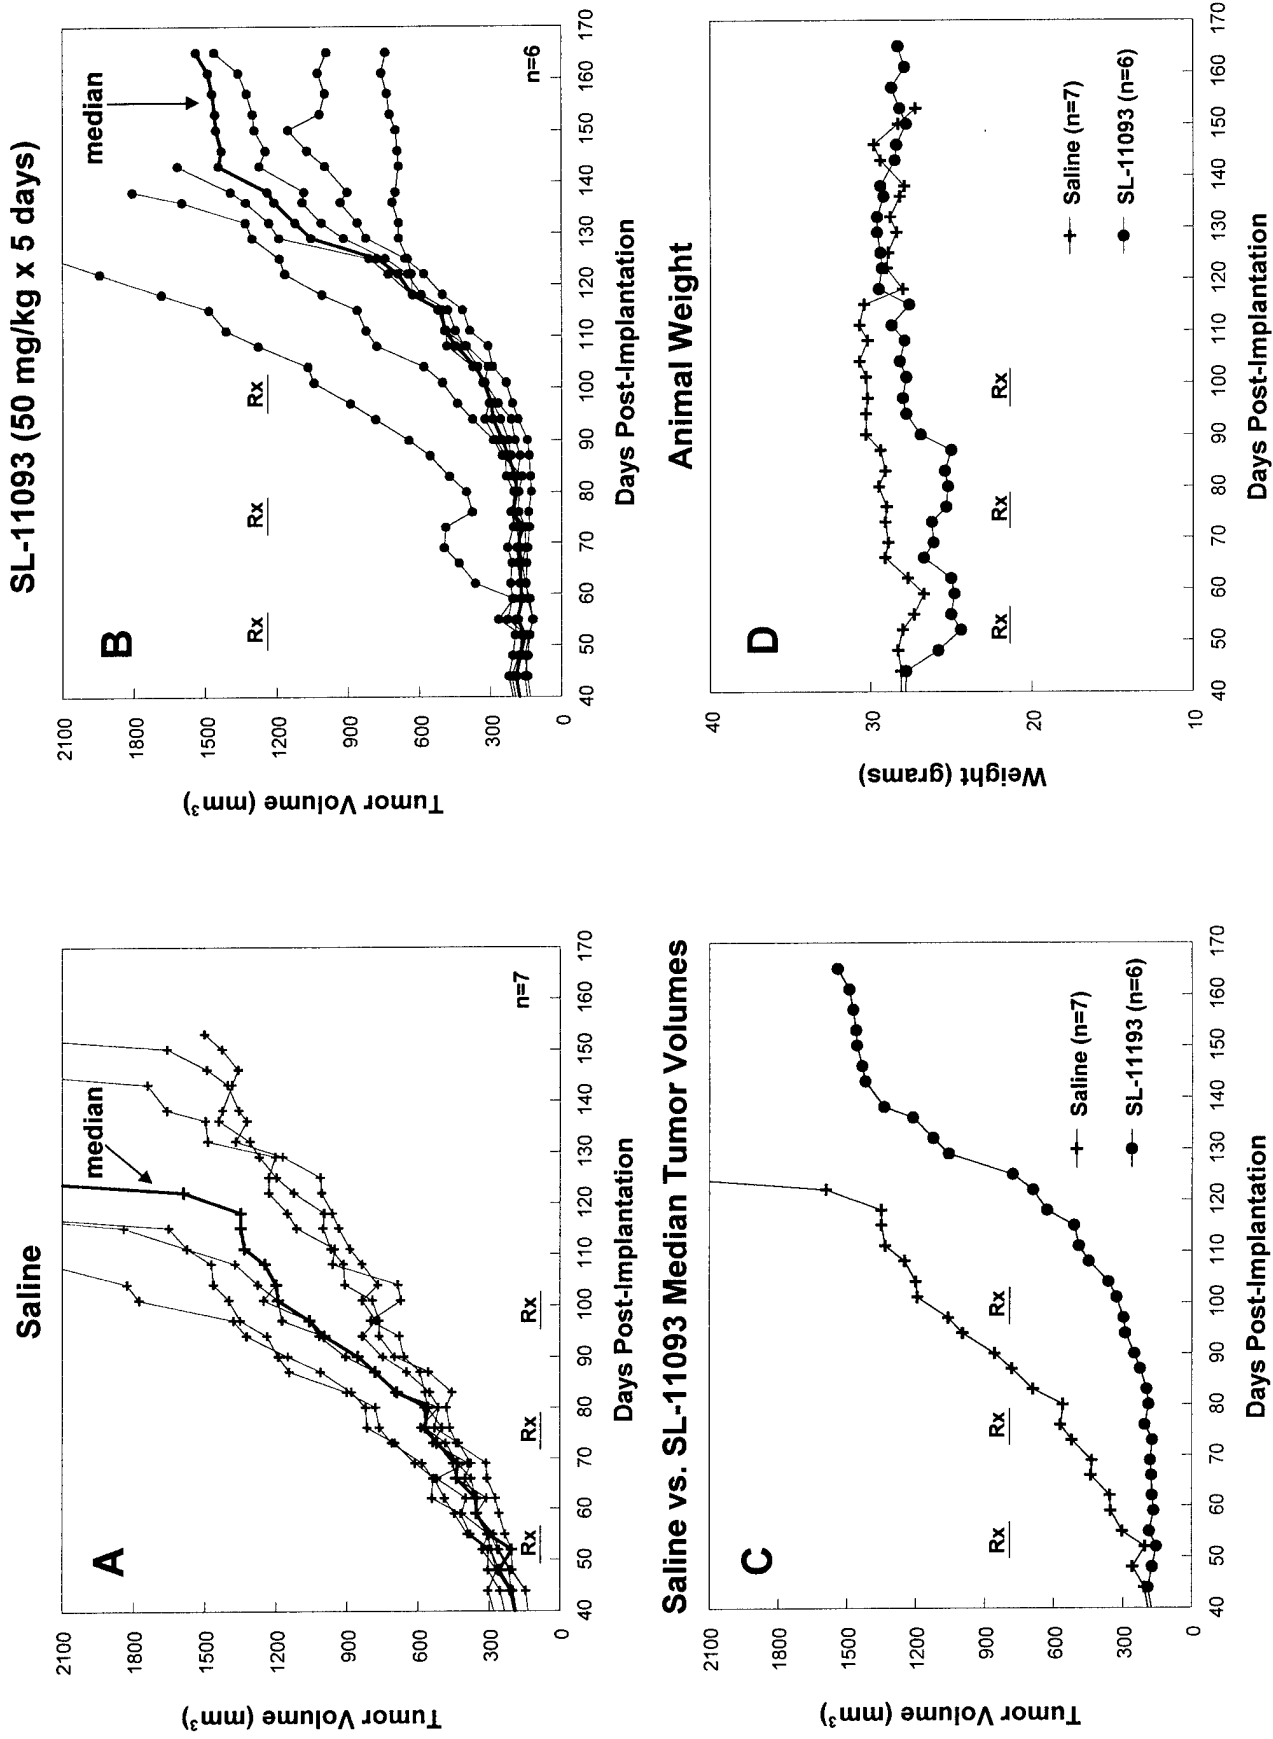 Saline
A
median
n=7
Rx Rx Rx
2100
1800
1500
1200
900
600
300
0
40 50 60 70 80 90 100 110 120 130 140 150 160 170
Tumor Volume (mm³)
Days Post-Implantation
SL-11093 (50 mg/kg x 5 days)
B
median
n=6
Rx Rx Rx
2100
1800
1500
1200
900
600
300
0
40 50 60 70 80 90 100 110 120 130 140 150 160 170
Tumor Volume (mm³)
Days Post-Implantation
Saline vs. SL-11093 Median Tumor Volumes
C
Rx Rx Rx
Saline (n=7)
SL-11193 (n=6)
2100
1800
1500
1200
900
600
300
0
40 50 60 70 80 90 100 110 120 130 140 150 160 170
Tumor Volume (mm³)
Days Post-Implantation
Animal Weight
D
Rx Rx Rx
Saline (n=7)
SL-11093 (n=6)
40
30
20
10
40 50 60 70 80 90 100 110 120 130 140 150 160 170
Weight (grams)
Days Post-Implantation